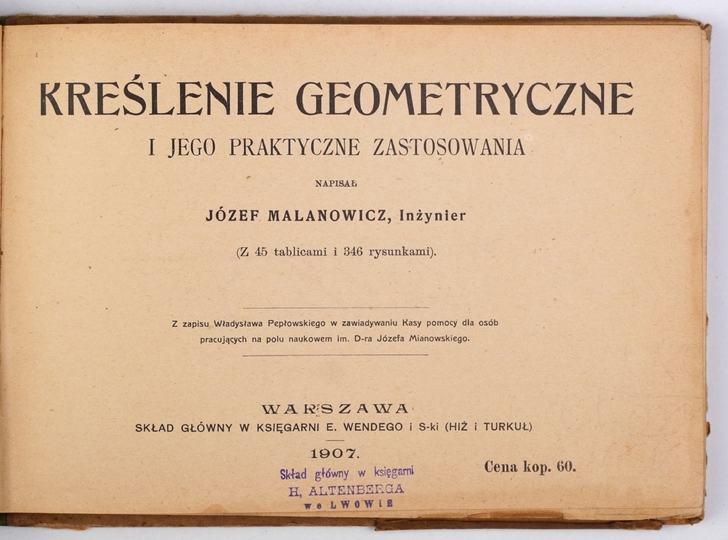 KREŚLENIE GEOMETRYCZNE
I JEGO PRAKTYCZNE ZASTOSOWANIA
NAPISAŁ
JÓZEF MALANOWICZ, Inżynier
(Z 45 tablicami i 346 rysunkami).
Z zapisu Władysława Pepłowskiego w zawiadywaniu Kasy pomocy dla osób
pracujących na polu naukowem im. D-ra Józefa Mianowskiego.
WARSZAWA
SKŁAD GŁÓWNY W KSIĘGARNI E. WENDEGO i S-ki (HIŻ i TURKUŁ)
1907.
Cena kop. 60.
Skład główny w księgarni
H. ALTENBERGA
we LWOWIE